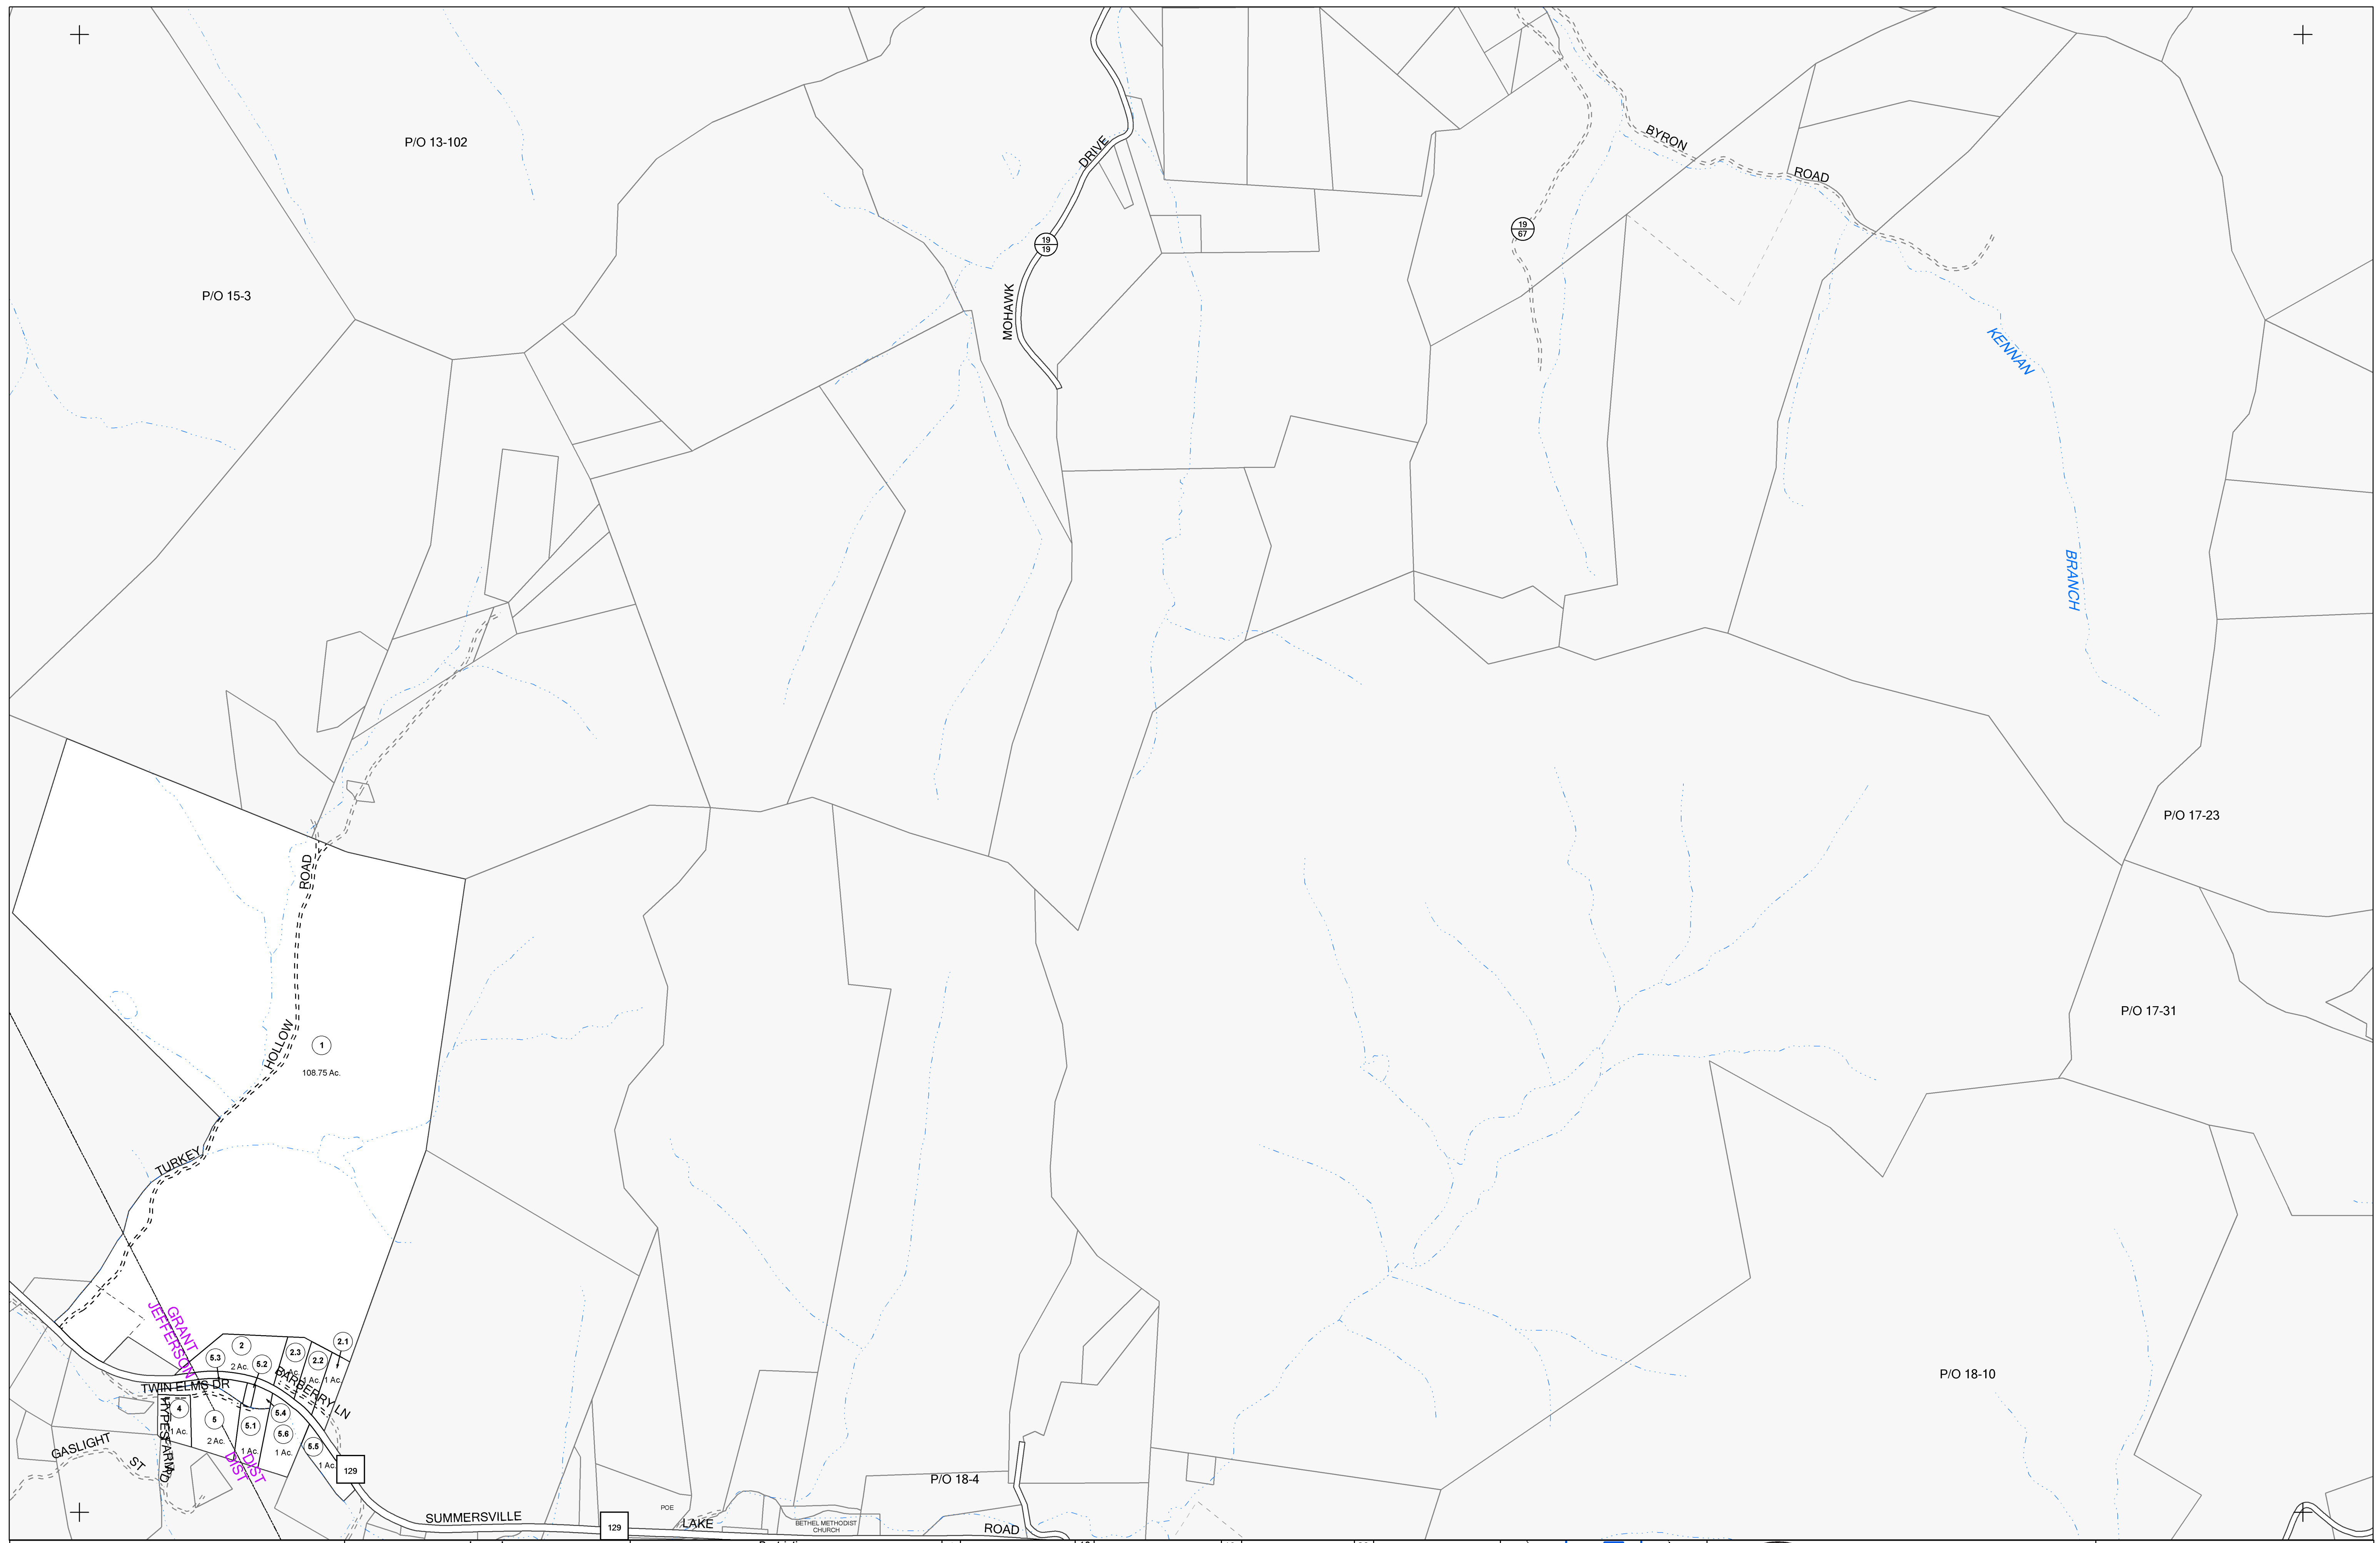 P/O 13-102
BYRON
DRIVE
ROAD
19
67
19
19
P/O 15-3
MOHAWK
KENNAN
BRANCH
P/O 17-23
ROAD
P/O 17-31
HOLLOW
1
108.75 Ac.
TURKEY
GRANT
JEFFERSON
2
2 Ac.
2.3
2.2
2.1
1 Ac.
1 Ac.
5.3
5.2
BARBERRY LN
TWIN ELMS DR
P/O 18-10
4
1 Ac.
5
2 Ac.
5.1
1 Ac.
5.4
5.6
1 Ac.
5.5
1 Ac.
GASLIGHT
ST
DIST
DIST
129
P/O 18-4
POE
SUMMERSVILLE
129
LAKE
BETHEL METHODIST
CHURCH
ROAD